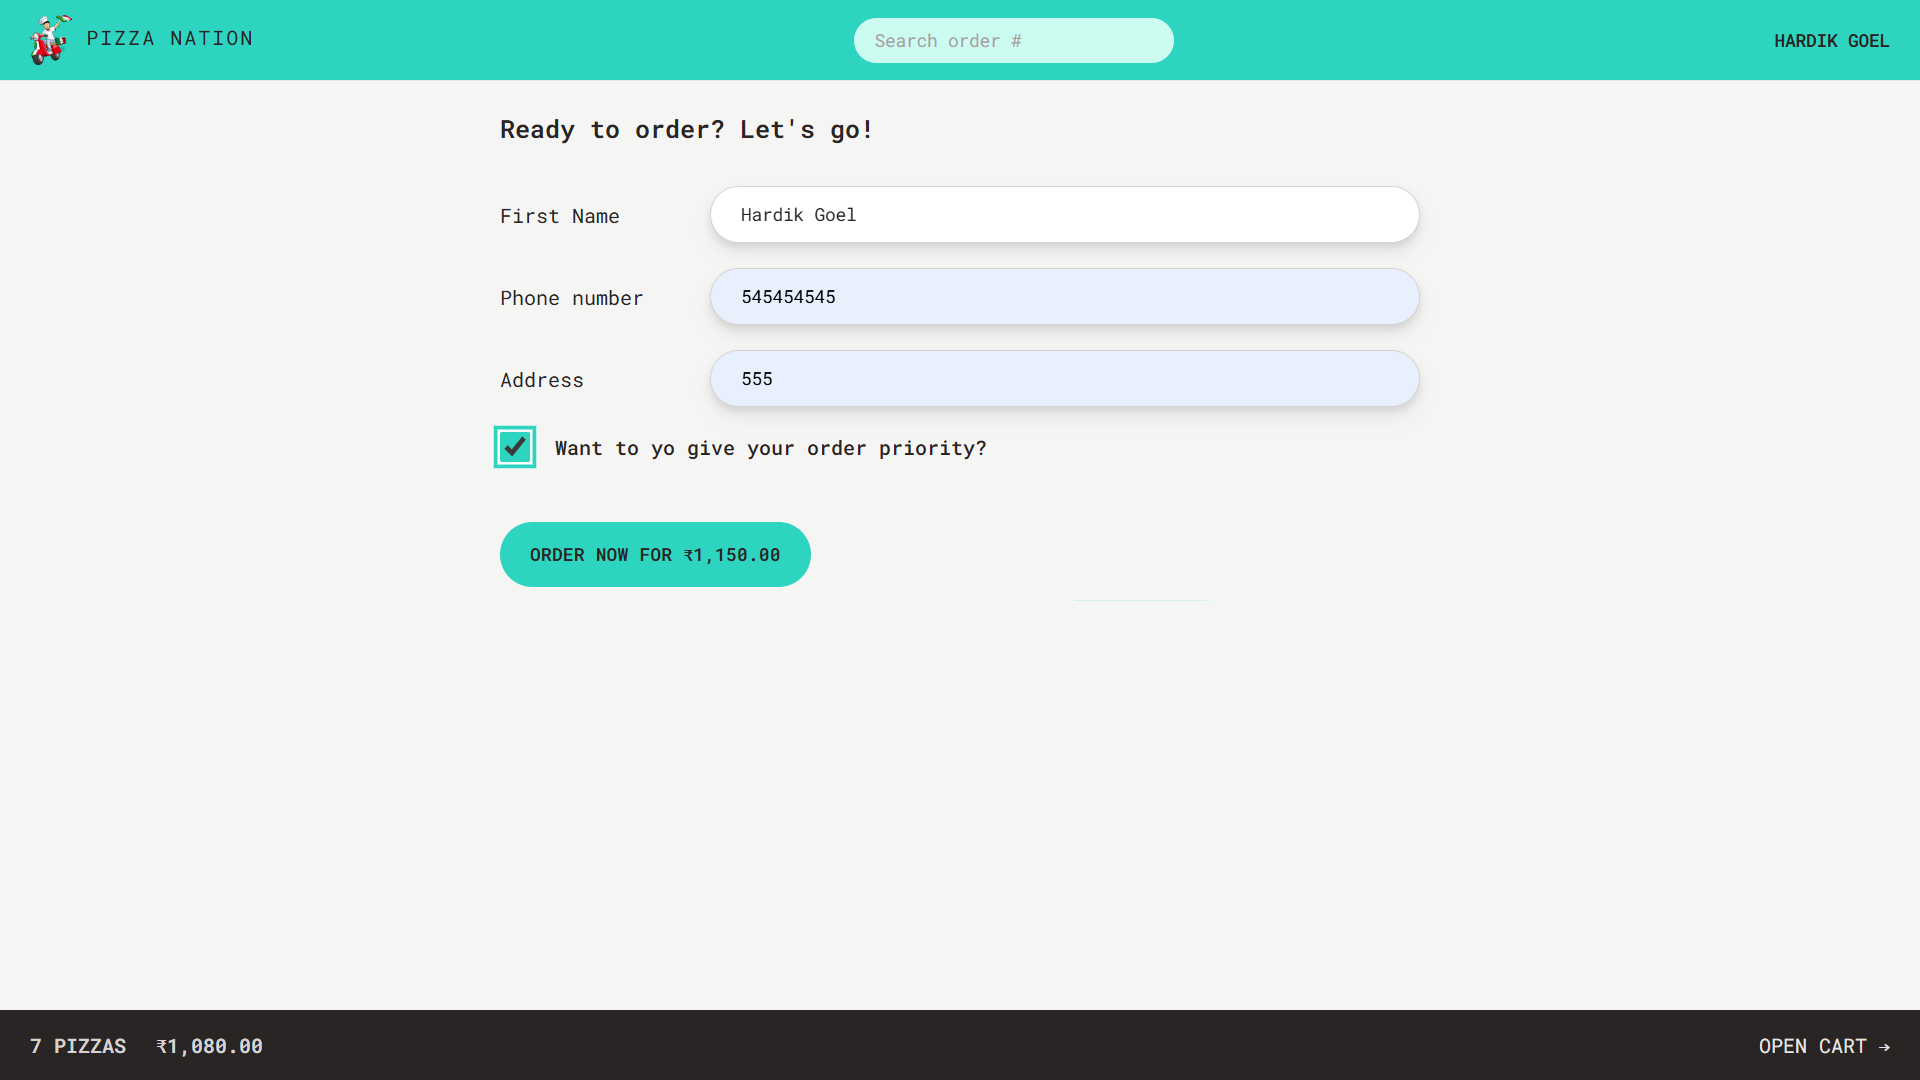 PIZZA NATION
Search order #
HARDIK GOEL
Ready to order? Let's go!
First Name
Hardik Goel
Phone number
545454545
Address
555
Want to yo give your order priority?
ORDER NOW FOR ₹1,150.00
7 PIZZAS ₹1,080.00
OPEN CART →